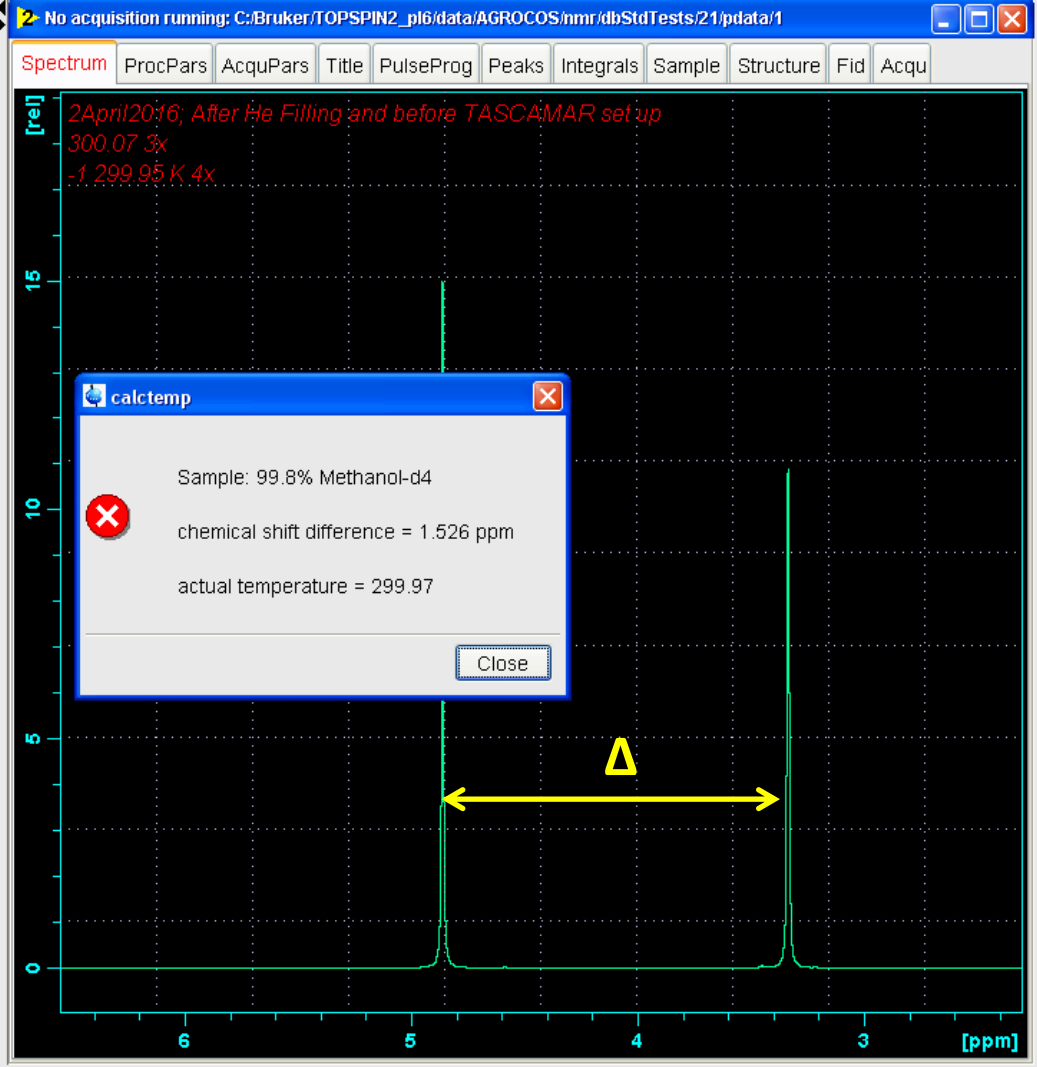 2 No acquisition running: C:/Bruker/TOPSPIN2_pl6/data/AGROCOS/nmr/dbStdTests/21/pdata/1
Spectrum ProcPars AcquPars Title PulseProg Peaks Integrals Sample Structure Fid Acqu
[rel]
2April2016; After He Filling and before TASCAMAR set up
300.07 3x
-1 299.95 K 4x
15
10
5
0
calctemp
Sample: 99.8% Methanol-d4
chemical shift difference = 1.526 ppm
actual temperature = 299.97
Close
Δ
6 5 4 3 [ppm]